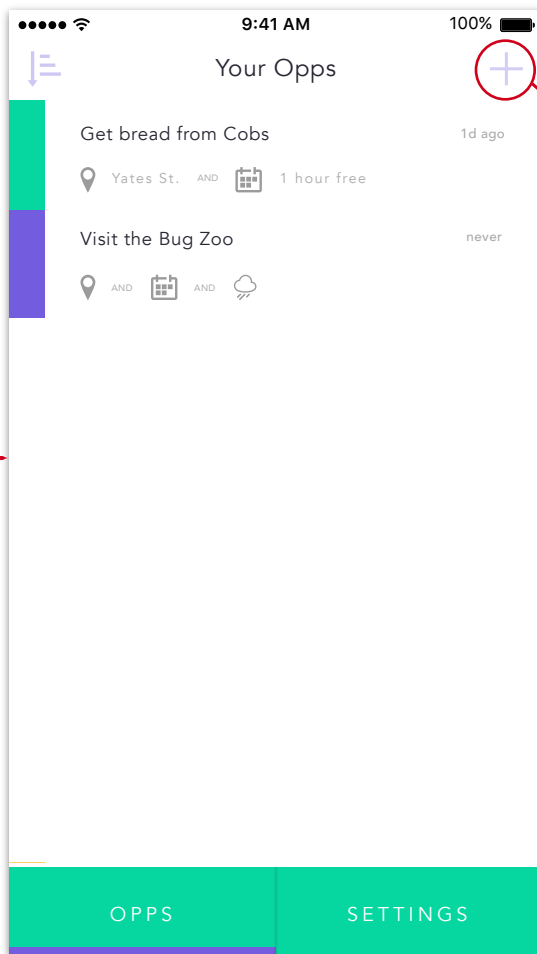 9:41 AM 100%
Your Opps
Get bread from Cobs 1d ago
Yates St. AND 1 hour free
Visit the Bug Zoo never
AND AND
OPPS SETTINGS